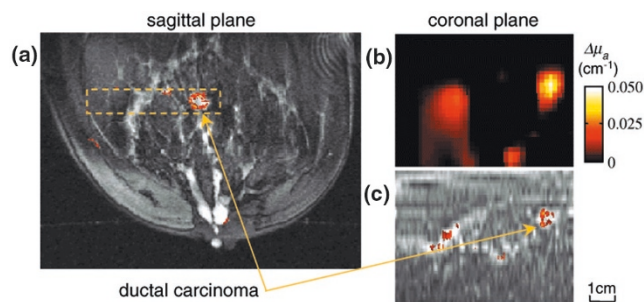 sagittal plane
coronal plane
(a)
(b)
Δμa
(cm⁻¹)
0.050
0.025
0
(c)
ductal carcinoma
1cm